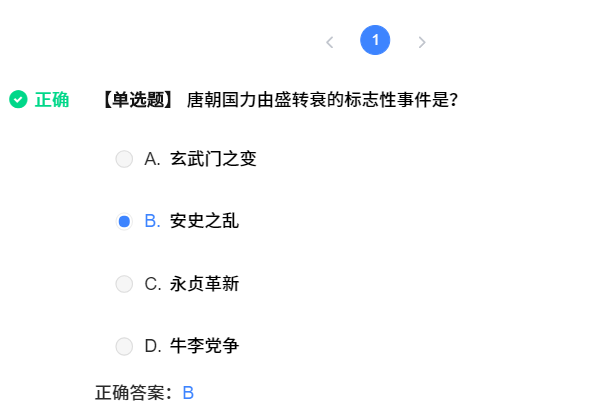 1
正确 【单选题】 唐朝国力由盛转衰的标志性事件是?
A. 玄武门之变
B. 安史之乱
C. 永贞革新
D. 牛李党争
正确答案：B